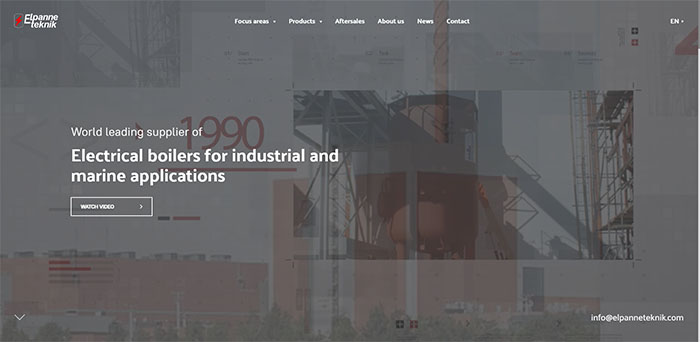 Elpanne
teknik
Focus areas
Products
Aftersales
About us
News
Contact
EN
1990
World leading supplier of
Electrical boilers for industrial and
marine applications
WATCH VIDEO
info@elpanneteknik.com